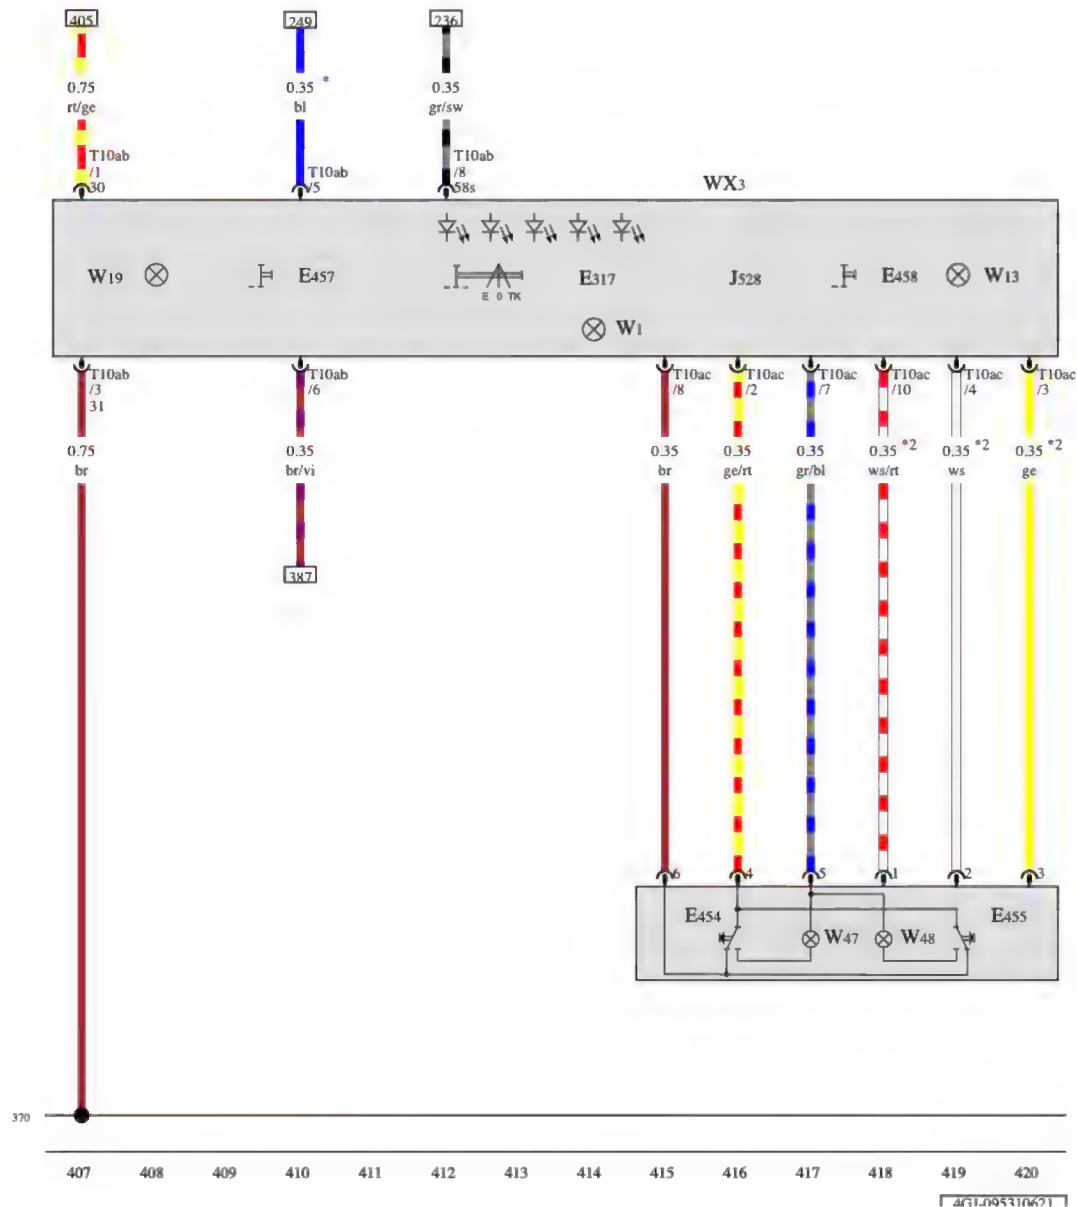 405 249 236
0.75 0.35 * 0.35
rt/ge bl gr/sw
T10ab T10ab T10ab
/1 /5 /8
30 58s
WX3
W19 E457 E317 J528 E458 W13
E 0 TK
W1
T10ab T10ab T10ac T10ac T10ac T10ac T10ac T10ac
/3 /6 /8 /2 /7 /10 /4 /3
31
0.75 0.35 0.35 0.35 0.35 0.35 *2 0.35 *2 0.35 *2
br br/vi br ge/rt gr/bl ws/rt ws ge
387
6 4 5 1 2 3
E454 E455
W47 W48
370
407 408 409 410 411 412 413 414 415 416 417 418 419 420
4G1-095310621